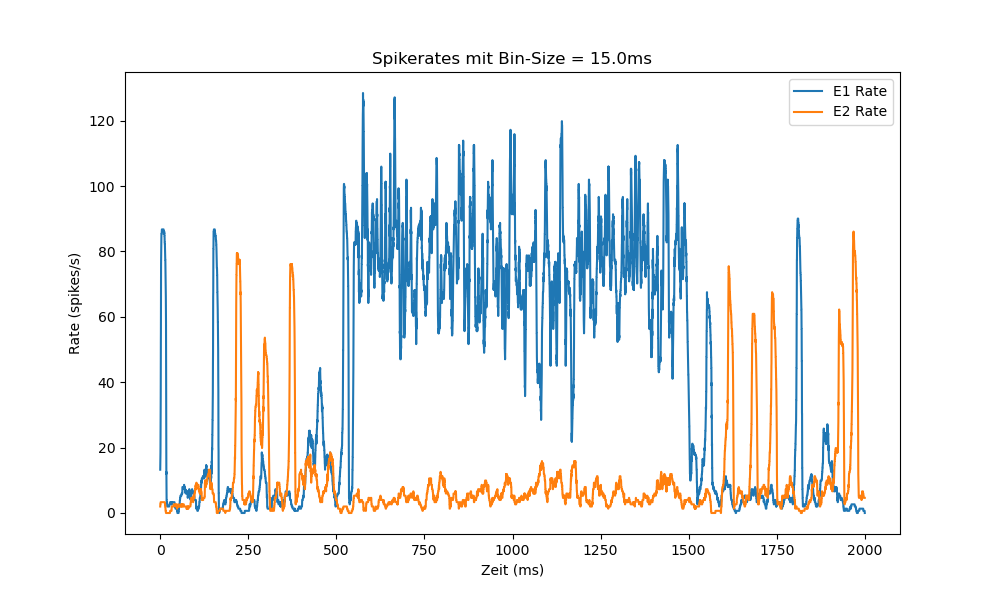 Spikerates mit Bin-Size = 15.0ms
E1 Rate
E2 Rate
120
100
80
60
40
20
0
Rate (spikes/s)
0 250 500 750 1000 1250 1500 1750 2000
Zeit (ms)